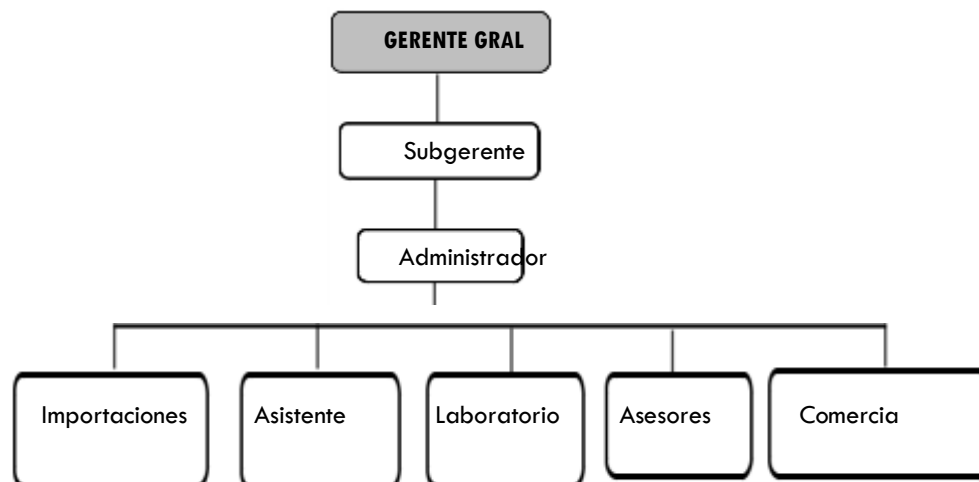 GERENTE GRAL
Subgerente
Administrador
Importaciones
Asistente
Laboratorio
Asesores
Comercia